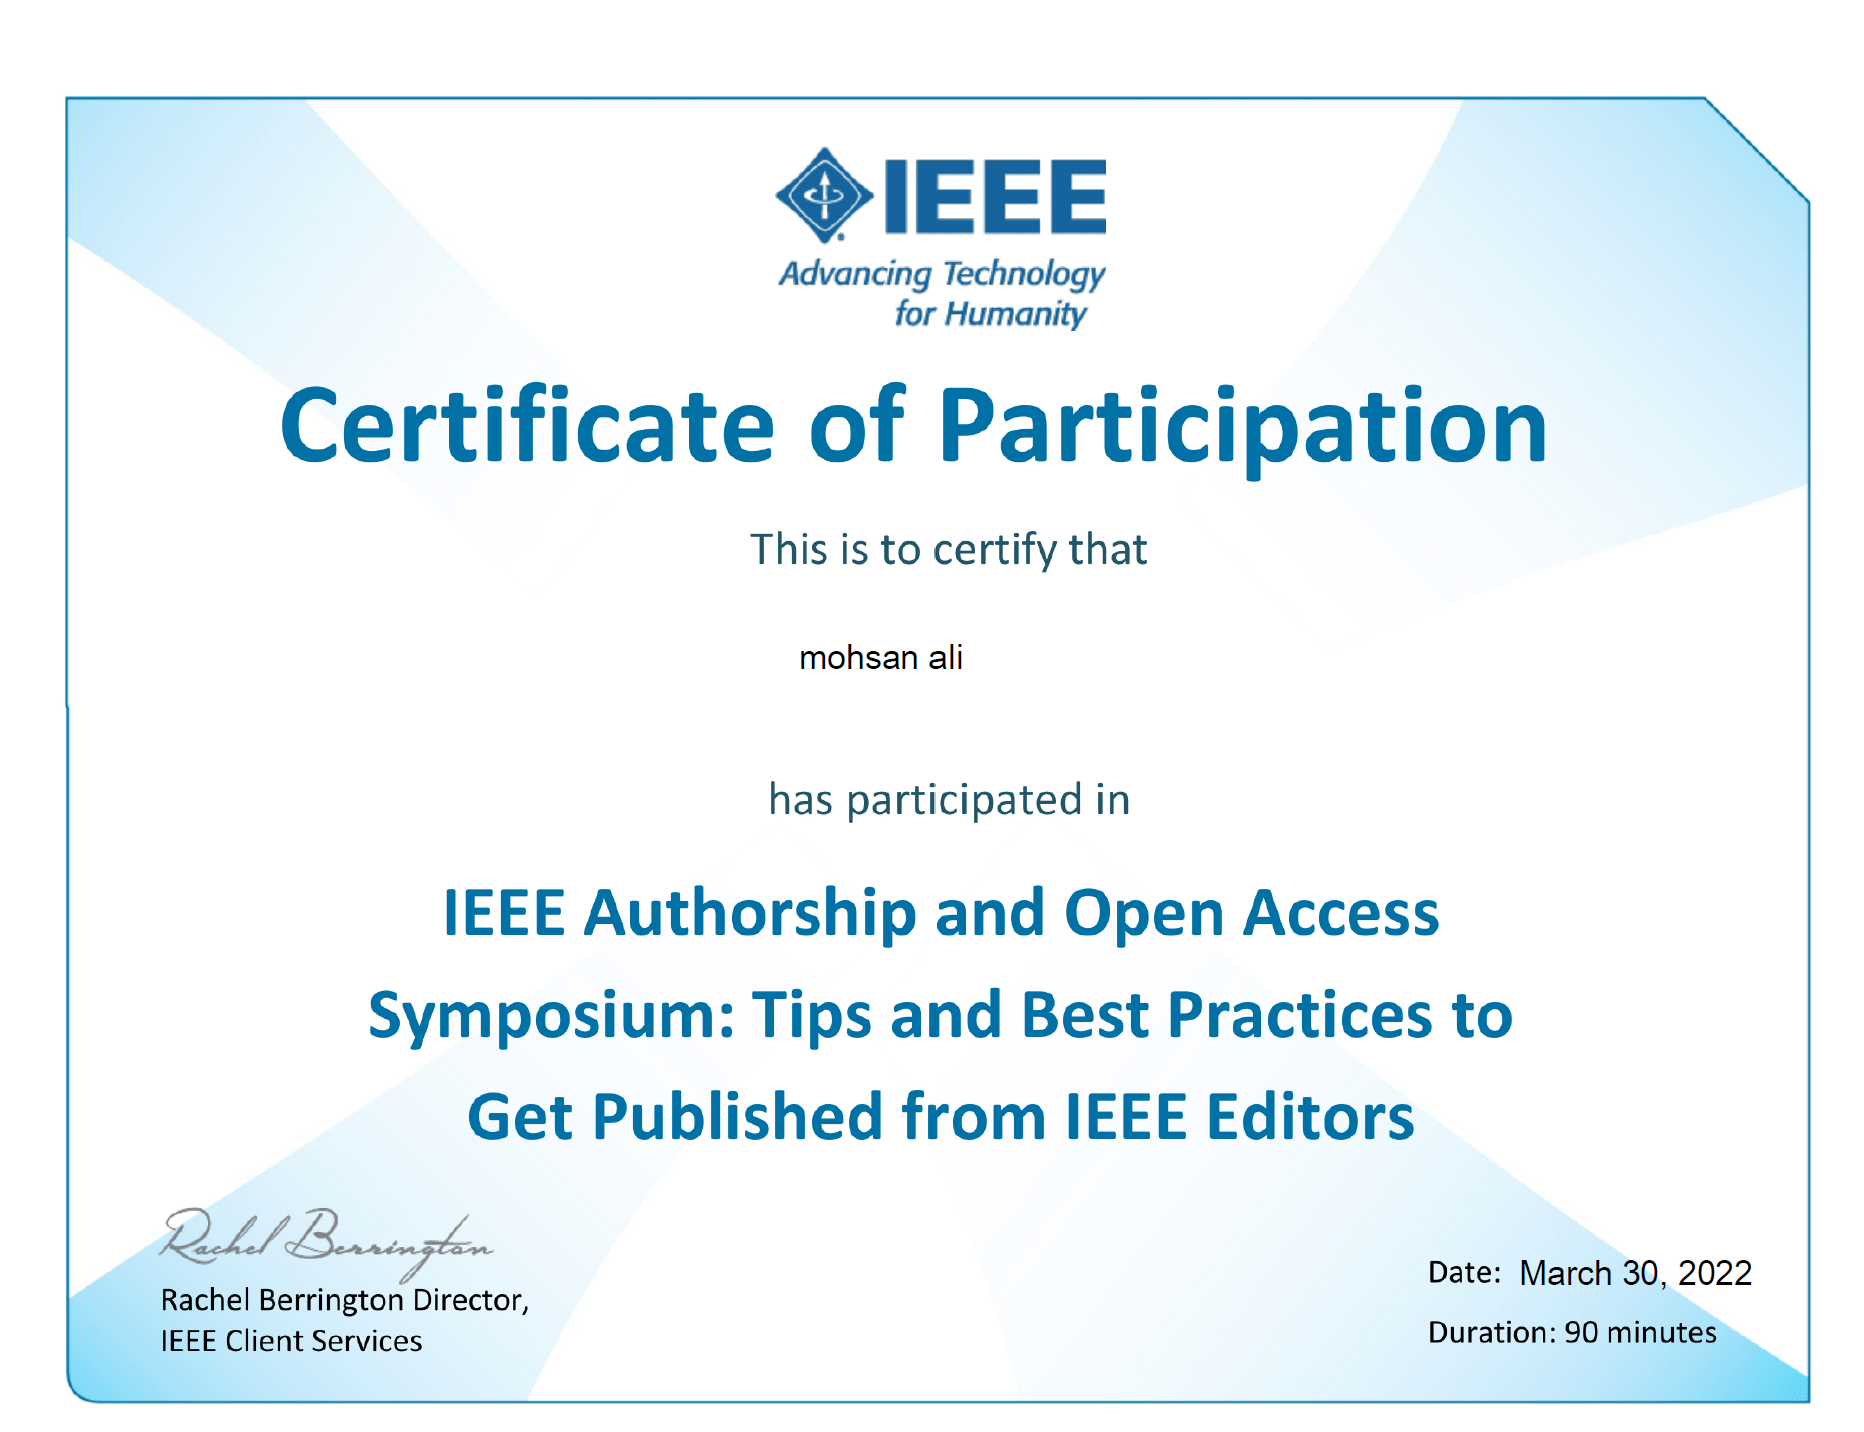 IEEE
Advancing Technology
for Humanity
Certificate of Participation
This is to certify that
mohsan ali
has participated in
IEEE Authorship and Open Access
Symposium: Tips and Best Practices to
Get Published from IEEE Editors
Rachel Berrington
Rachel Berrington Director,
IEEE Client Services
Date: March 30, 2022
Duration: 90 minutes